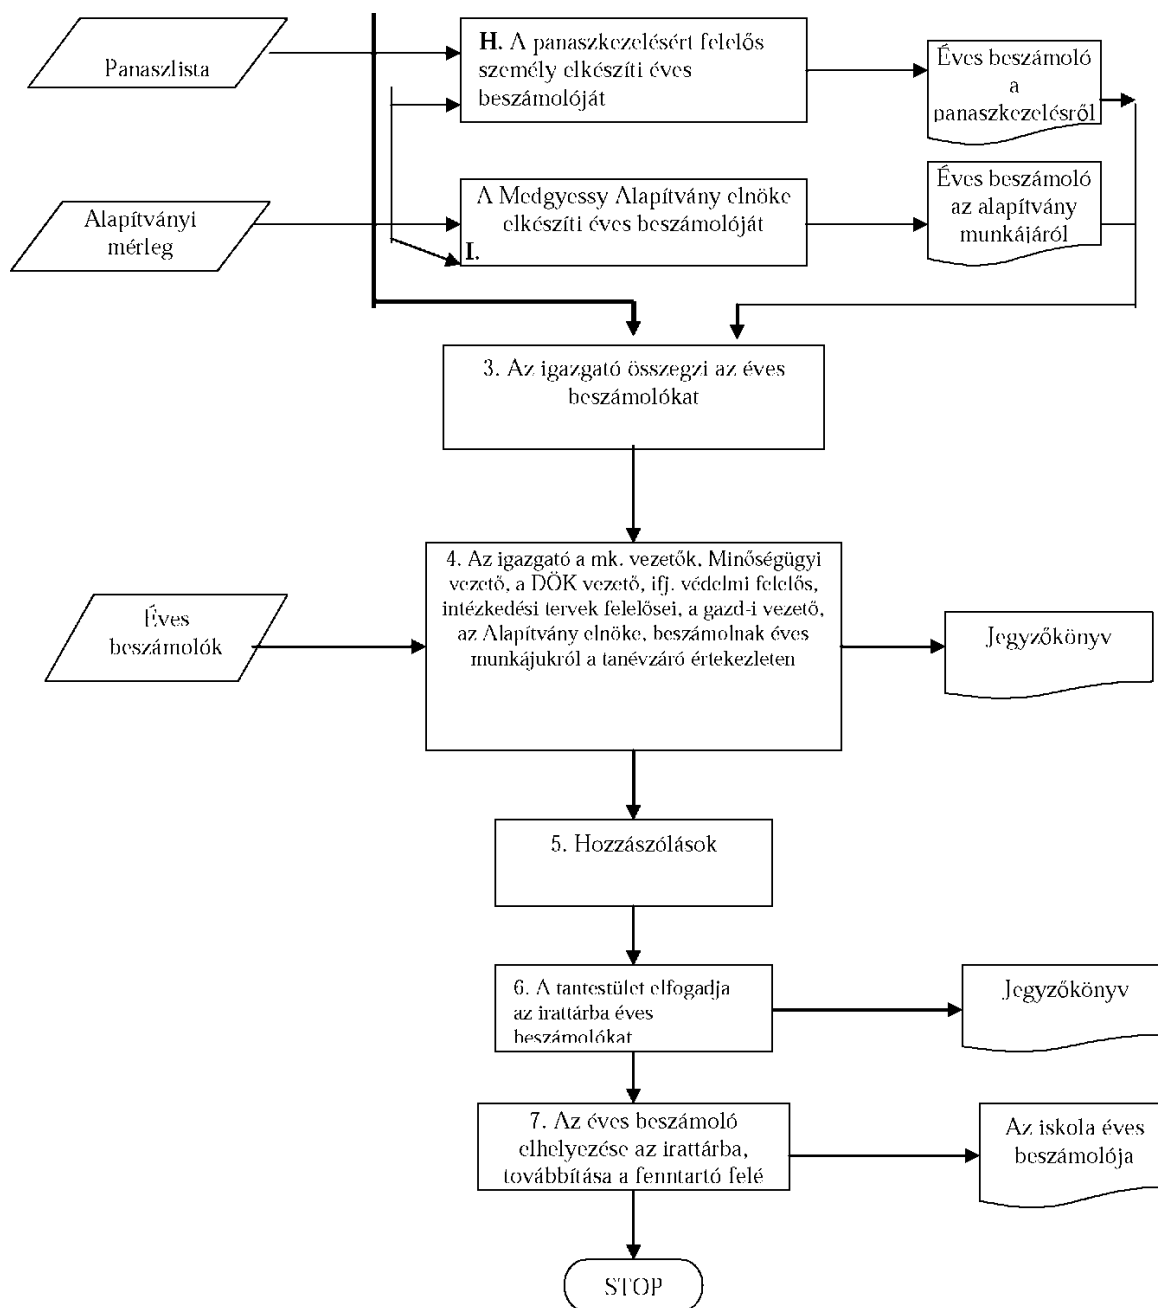 Panaszlista
H. A panaszkezelésért felelős
személy elkészíti éves
beszámolóját
Éves beszámoló
a
panaszkezelésről
Alapítványi
mérleg
A Medgyessy Alapítvány elnöke
elkészíti éves beszámolóját
I.
Éves beszámoló
az alapítvány
munkájáról
3. Az igazgató összegzi az éves
beszámolókat
Éves
beszámolók
4. Az igazgató a mk. vezetők, Minőségügyi
vezető, a DÖK vezető, ifj. védelmi felelős,
intézkedési tervek felelősei, a gazd-i vezető,
az Alapítvány elnöke, beszámolnak éves
munkájukról a tanévzáró értekezleten
Jegyzőkönyv
5. Hozzászólások
6. A tantestület elfogadja
az irattárba éves
beszámolókat
Jegyzőkönyv
7. Az éves beszámoló
elhelyezése az irattárba,
továbbítása a fenntartó felé
Az iskola éves
beszámolója
STOP